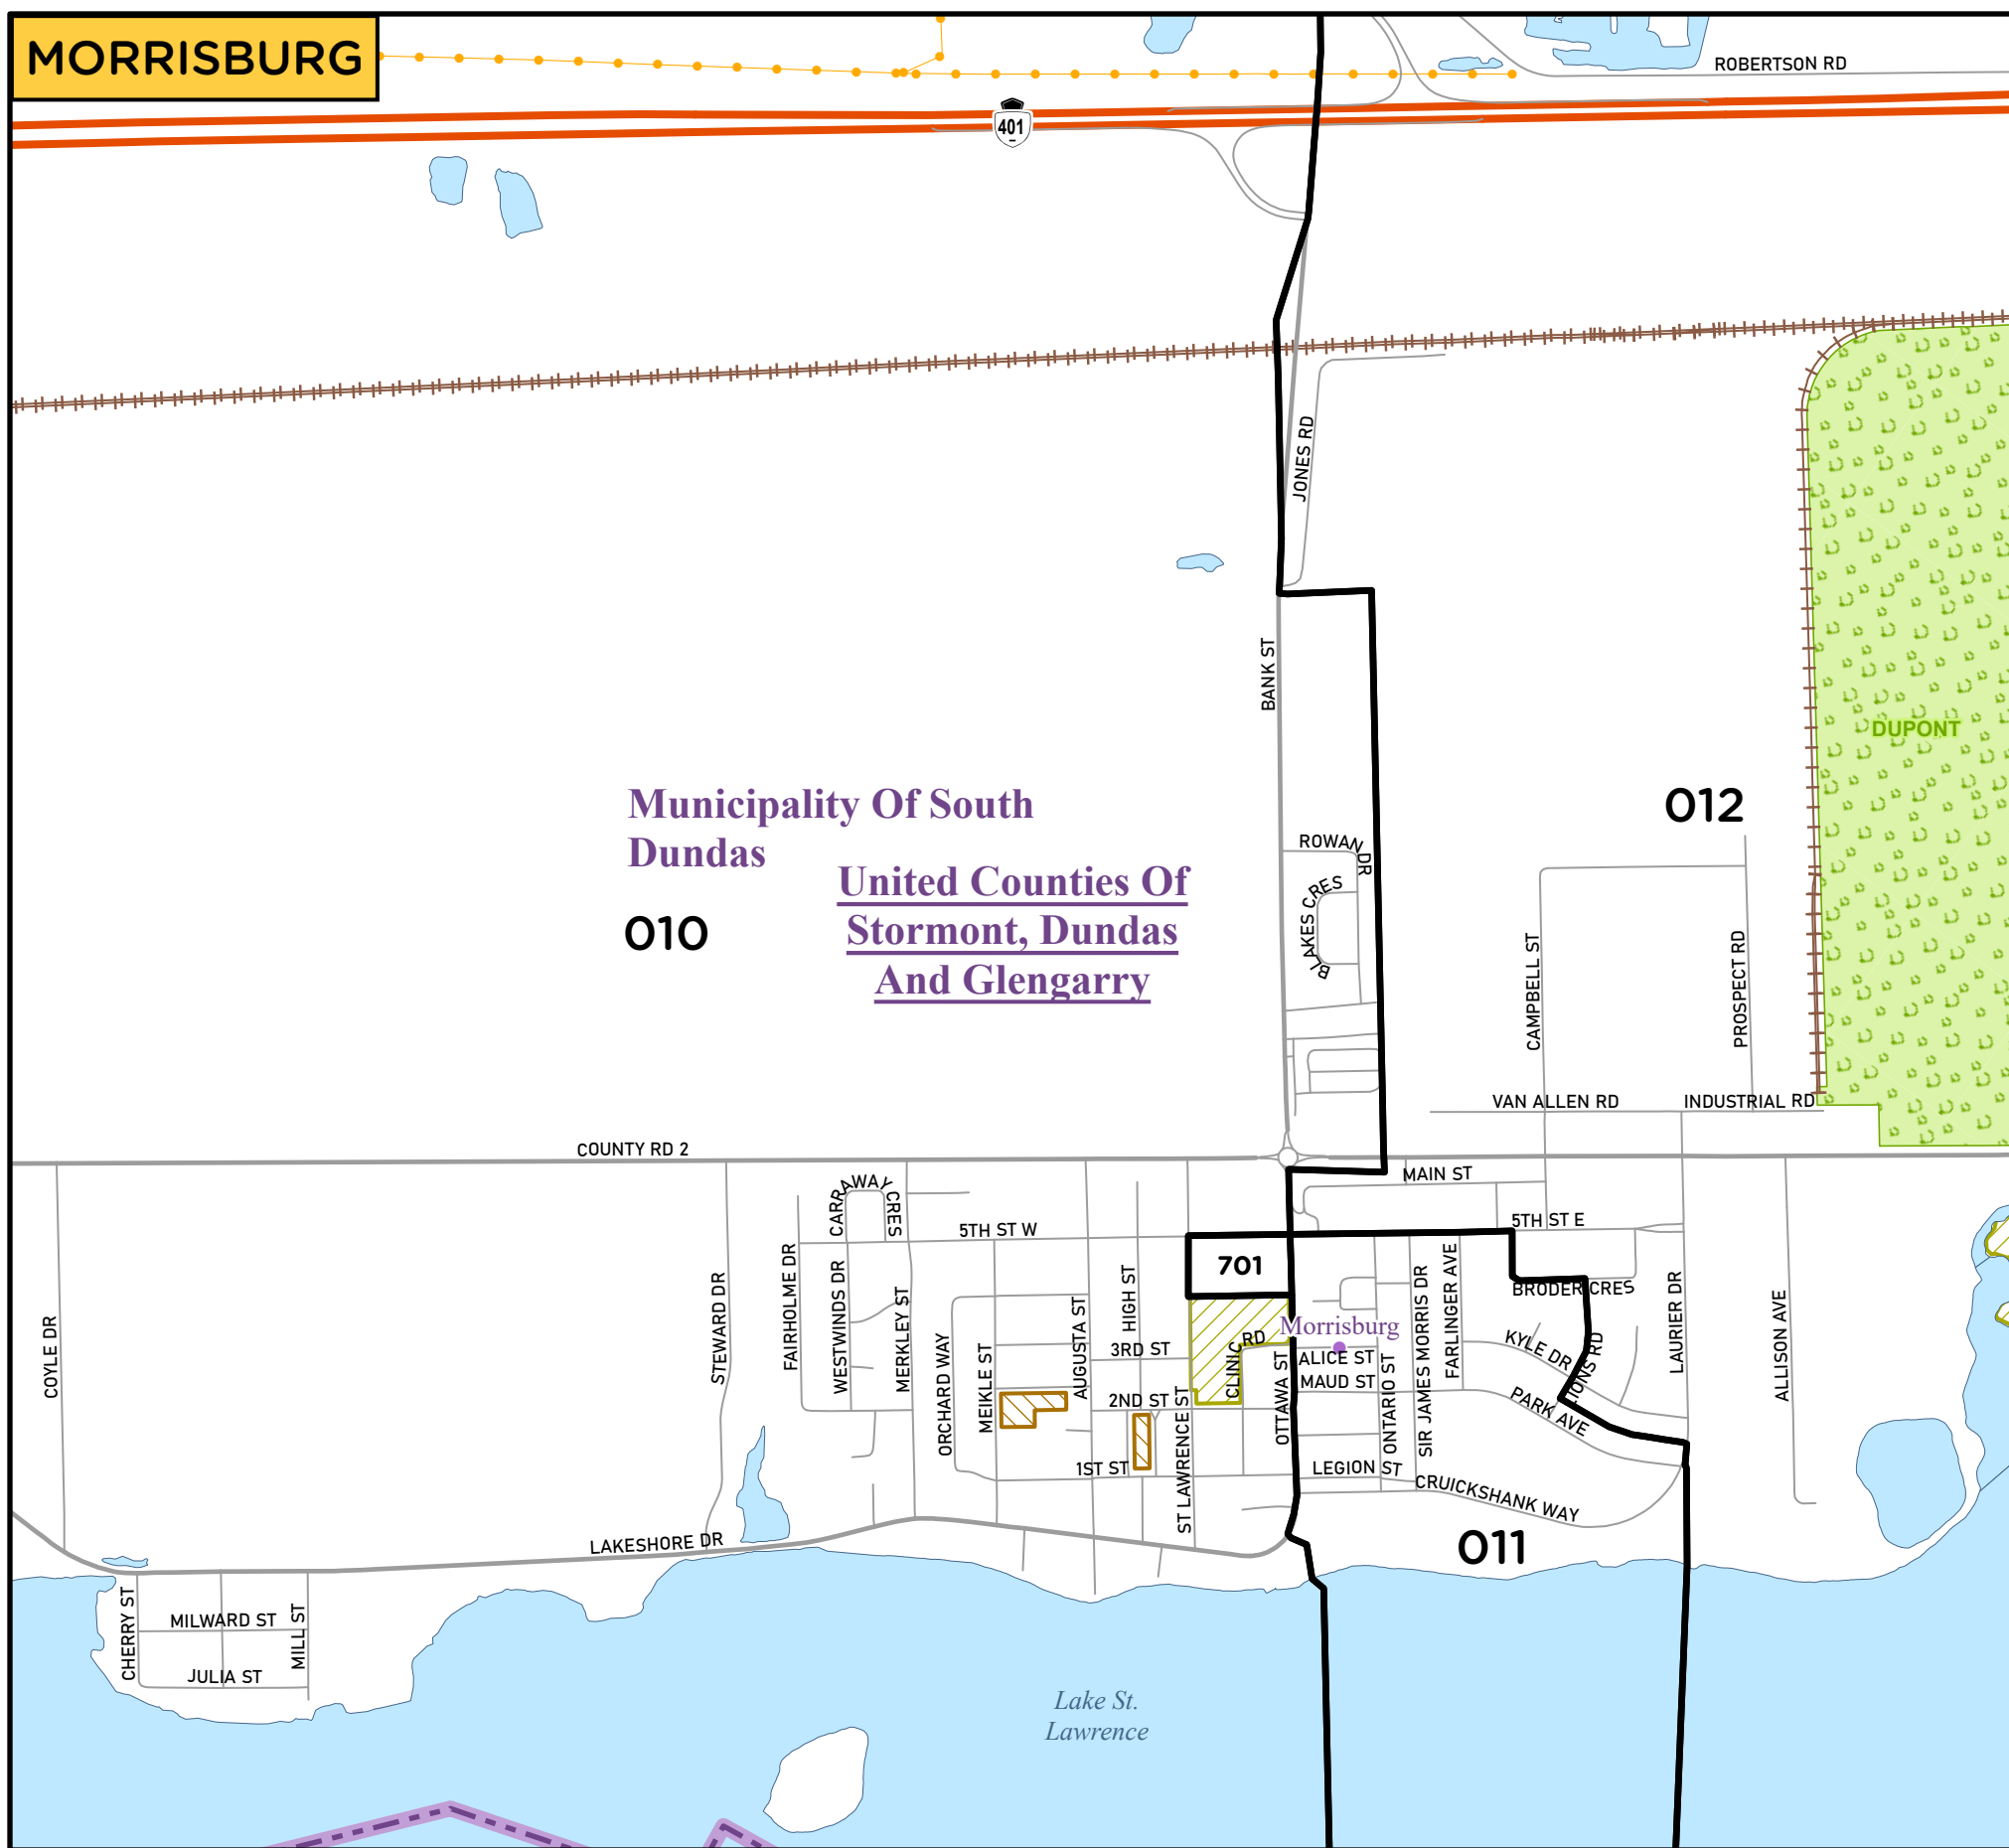 MORRISBURG
ROBERTSON RD
401
JONES RD
BANK ST
DUPONT
Municipality Of South
Dundas
012
United Counties Of
Stormont, Dundas
And Glengarry
010
ROWAN DR
BLAKES CRES
CAMPBELL ST
PROSPECT RD
VAN ALLEN RD
INDUSTRIAL RD
COUNTY RD 2
MAIN ST
CARRAWAY CRES
5TH ST W
5TH ST E
701
COYLE DR
STEWARD DR
FAIRHOLME DR
WESTWINDS DR
MERKLEY ST
ORCHARD WAY
MEIKLE ST
AUGUSTA ST
HIGH ST
3RD ST
2ND ST
1ST ST
ST LAWRENCE ST
CLINIC RD
OTTAWA ST
Morrisburg
ALICE ST
MAUD ST
ONTARIO ST
SIR JAMES MORRIS DR
FARLINGER AVE
BRODER CRES
KYLE DR
LIONS RD
PARK AVE
LAURIER DR
ALLISON AVE
LEGION ST
CRUICKSHANK WAY
011
LAKESHORE DR
CHERRY ST
MILWARD ST
MILL ST
JULIA ST
Lake St.
Lawrence